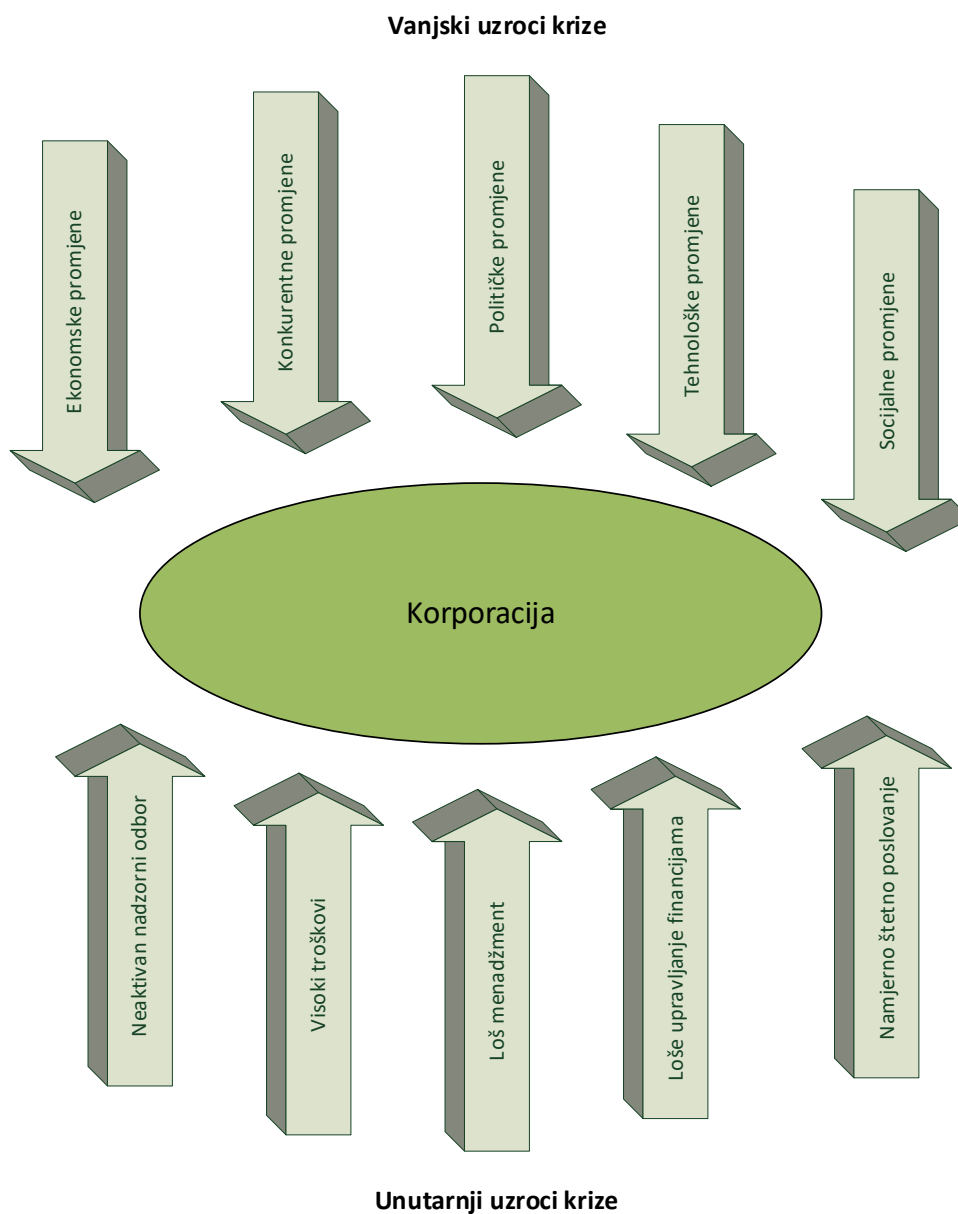 Vanjski uzroci krize
Ekonomske promjene
Konkurentne promjene
Političke promjene
Tehnološke promjene
Socijalne promjene
Korporacija
Neaktivan nadzorni odbor
Visoki troškovi
Loš menadžment
Loše upravljanje financijama
Namjerno štetno poslovanje
Unutarnji uzroci krize